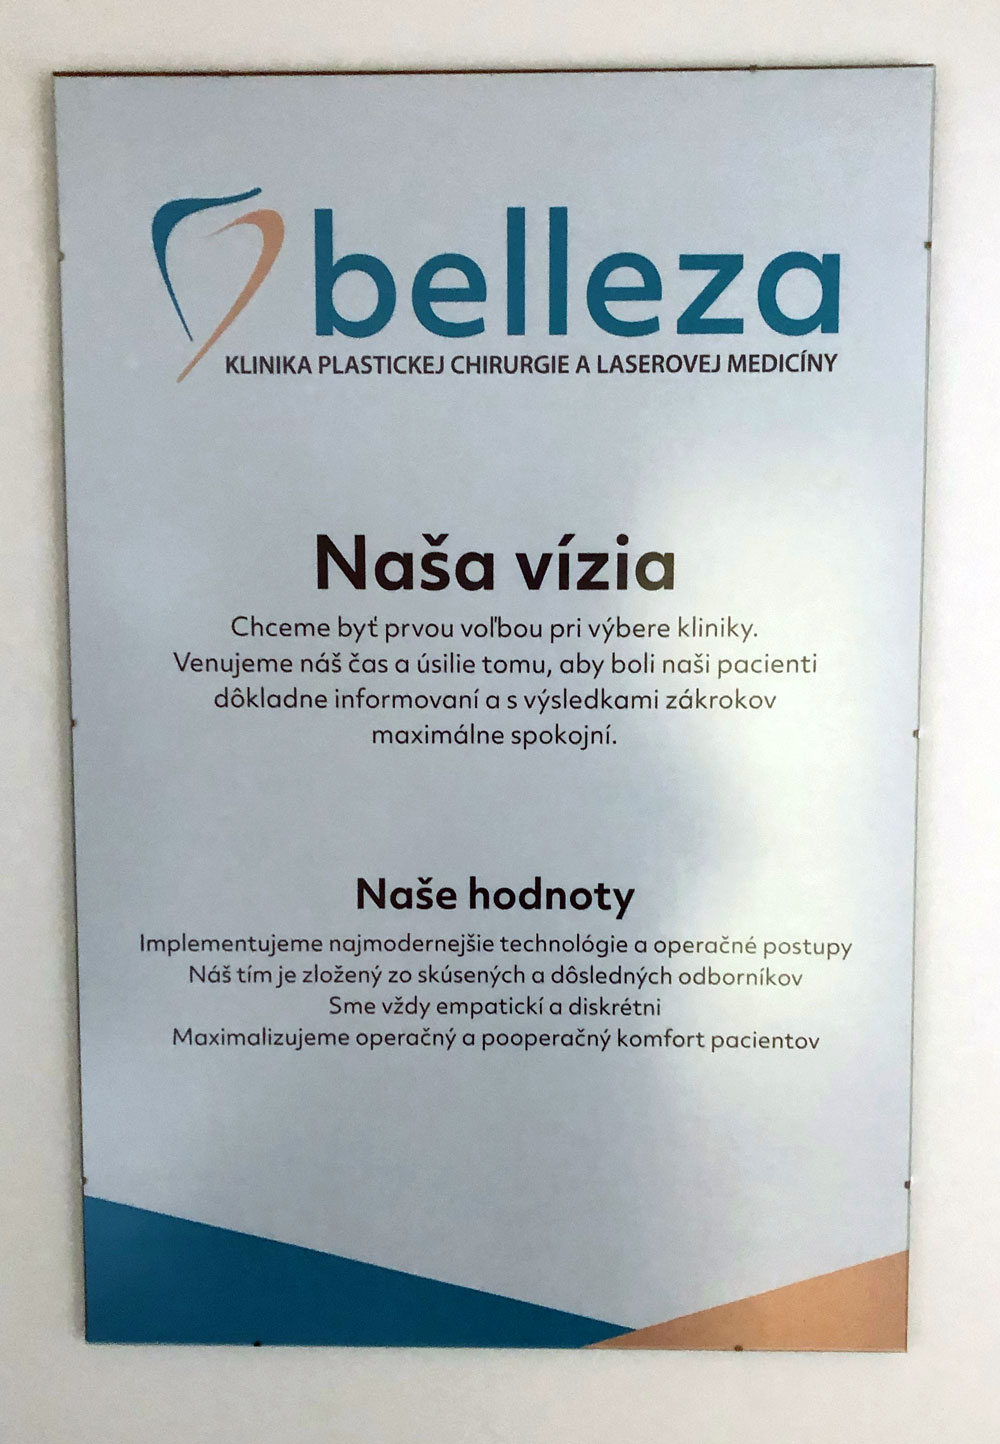 belleza
KLINIKA PLASTICKEJ CHIRURGIE A LASEROVEJ MEDICÍNY
Naša vízia
Chceme byť prvou voľbou pri výbere kliniky.
Venujeme náš čas a úsilie tomu, aby boli naši pacienti
dôkladne informovaní a s výsledkami zákrokov
maximálne spokojní.
Naše hodnoty
Implementujeme najmodernejšie technológie a operačné postupy
Náš tím je zložený zo skúsených a dôsledných odborníkov
Sme vždy empatickí a diskrétni
Maximalizujeme operačný a pooperačný komfort pacientov